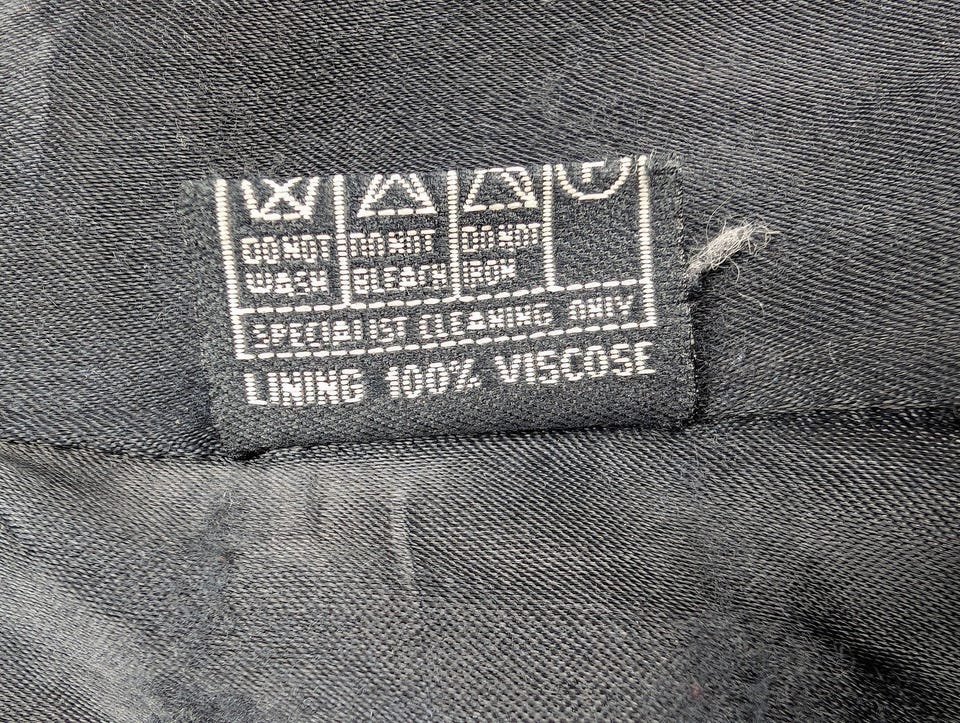 F
DO NOT DO NOT DO NOT
WASH BLEACH IRON
SPECIALIST CLEANING ONLY
LINING 100% VISCOSE